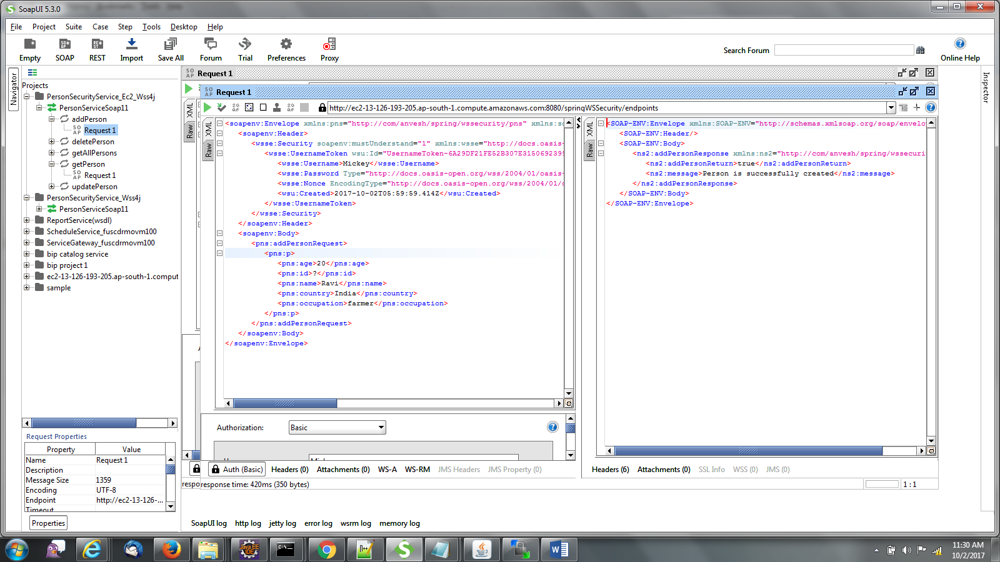 SoapUI 5.3.0
File Project Suite Case Step Tools Desktop Help
Empty SOAP REST Import Save All Forum Trial Preferences Proxy
Search Forum
Online Help
Navigator
Projects
PersonSecurityService_Ec2_Wss4j
PersonServiceSoap11
addPerson
Request 1
deletePerson
getAllPersons
getPerson
Request 1
updatePerson
PersonSecurityService_Wss4j
PersonServiceSoap11
ReportService(wsdl)
ScheduleService_fuscdrmovm100
ServiceGateway_fuscdrmovm100
bip catalog service
bip project 1
ec2-13-126-193-205.ap-south-1.comput
sample
Request Properties
Property Value
Name Request 1
Description
Message Size 1359
Encoding UTF-8
Endpoint http://ec2-13-126-...
Timeout
Properties
Request 1
XML
Raw
Request 1
http://ec2-13-126-193-205.ap-south-1.compute.amazonaws.com:8080/springWSSecurity/endpoints
XML
Raw
<soapenv:Envelope xmlns:pns="http://com/anvesh/spring/wssecurity/pns" xmlns:so
<soapenv:Header>
<wsse:Security soapenv:mustUnderstand="1" xmlns:wsse="http://docs.oasis-
<wsse:UsernameToken wsu:Id="UsernameToken-6A29DF21FE52B307E3150692399
<wsse:Username>Mickey</wsse:Username>
<wsse:Password Type="http://docs.oasis-open.org/wss/2004/01/oasis-
<wsse:Nonce EncodingType="http://docs.oasis-open.org/wss/2004/01/o
<wsu:Created>2017-10-02T05:59:59.414Z</wsu:Created>
</wsse:UsernameToken>
</wsse:Security>
</soapenv:Header>
<soapenv:Body>
<pns:addPersonRequest>
<pns:p>
<pns:age>20</pns:age>
<pns:id>?</pns:id>
<pns:name>Ravi</pns:name>
<pns:country>India</pns:country>
<pns:occupation>farmer</pns:occupation>
</pns:p>
</pns:addPersonRequest>
</soapenv:Body>
</soapenv:Envelope>
Authorization: Basic
Auth (Basic) Headers (0) Attachments (0) WS-A WS-RM JMS Headers JMS Property (0)
respo
response time: 420ms (350 bytes)
XML
Raw
<SOAP-ENV:Envelope xmlns:SOAP-ENV="http://schemas.xmlsoap.org/soap/envelo
<SOAP-ENV:Header/>
<SOAP-ENV:Body>
<ns2:addPersonResponse xmlns:ns2="http://com/anvesh/spring/wssecuri
<ns2:addPersonReturn>true</ns2:addPersonReturn>
<ns2:message>Person is successfully created</ns2:message>
</ns2:addPersonResponse>
</SOAP-ENV:Body>
</SOAP-ENV:Envelope>
Headers (6) Attachments (0) SSL Info WSS (0) JMS (0)
1 : 1
Inspector
SoapUI log http log jetty log error log wsrm log memory log
11:30 AM
10/2/2017